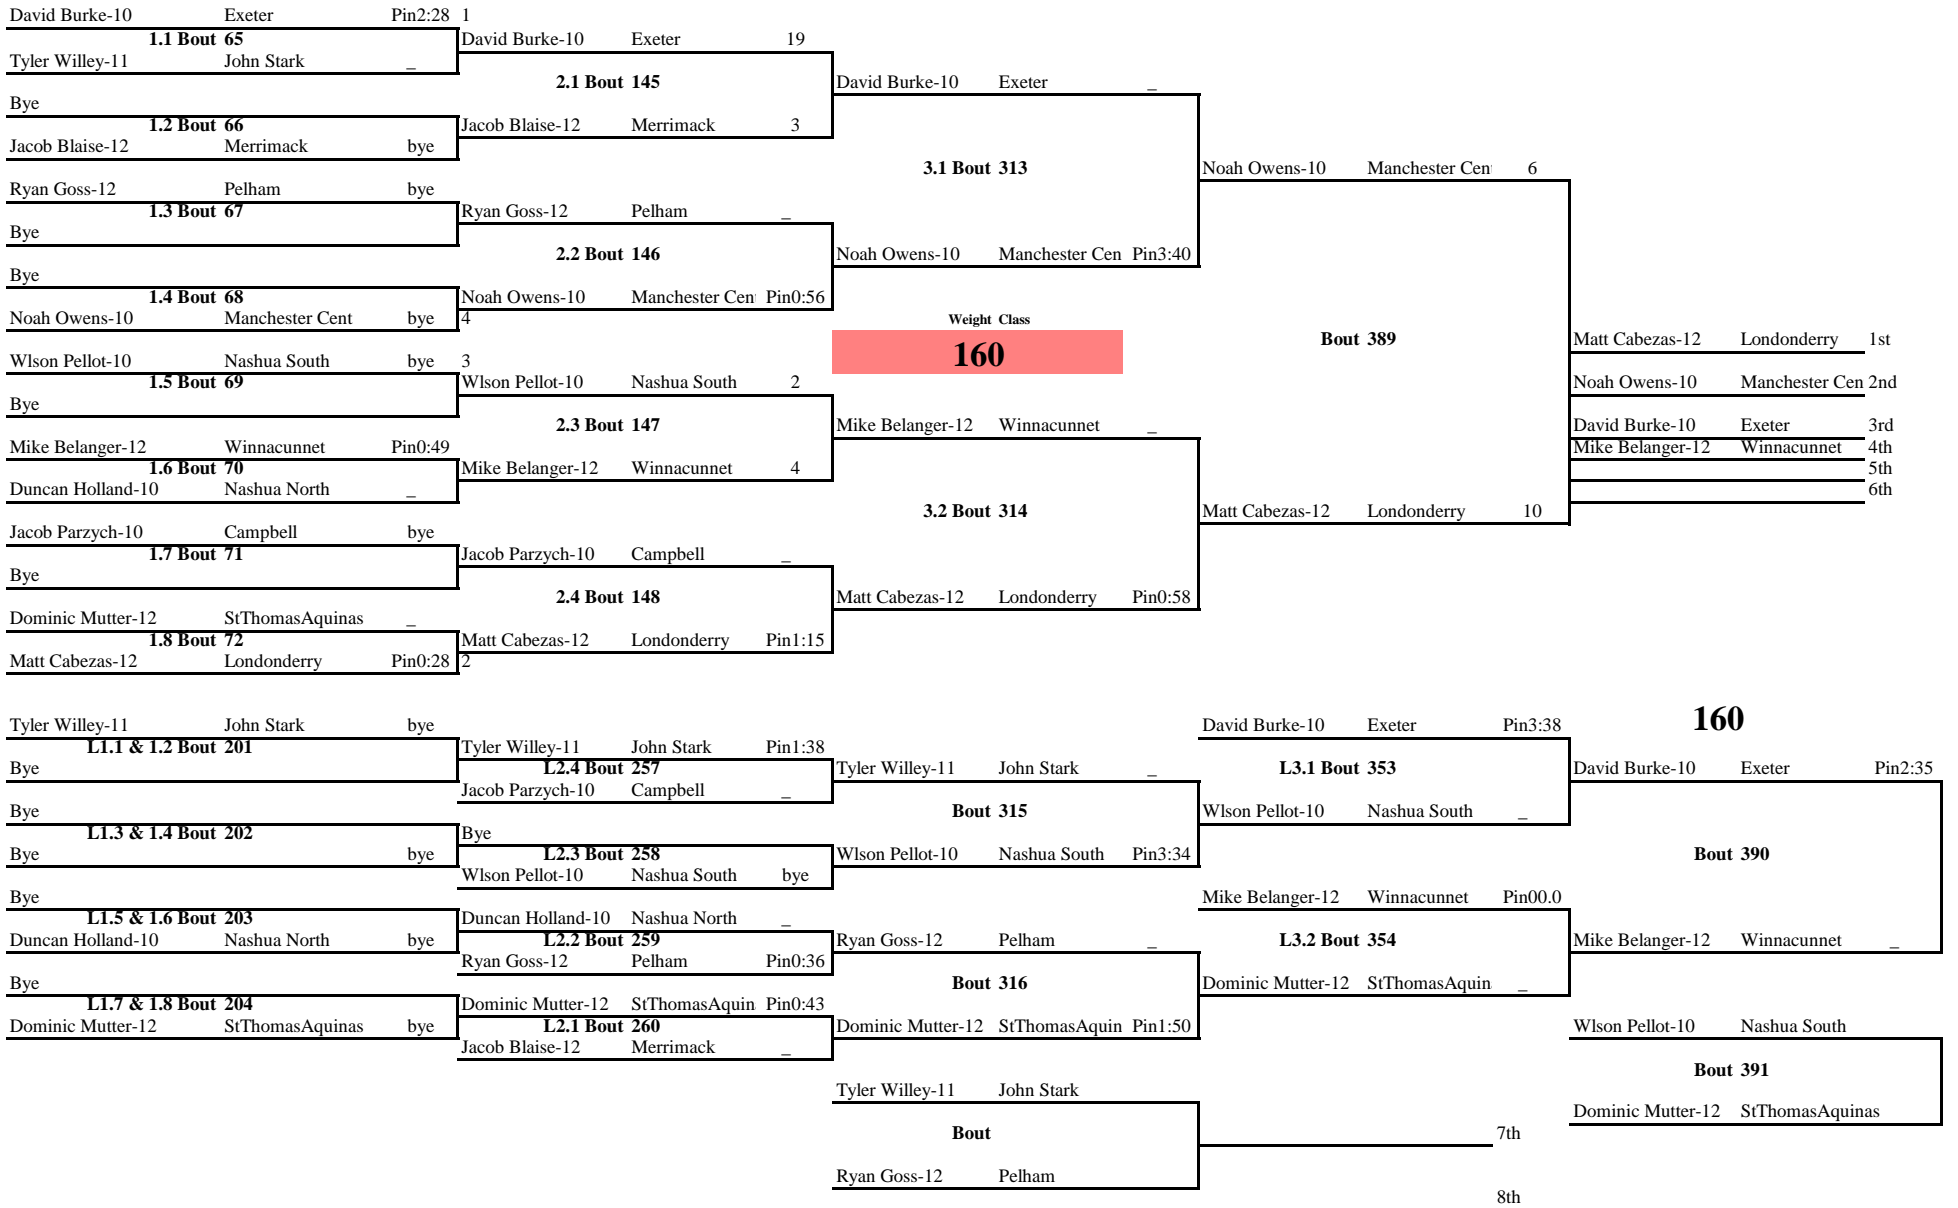 David Burke-10 Exeter Pin2:28 1
1.1 Bout 65 David Burke-10 Exeter 19
Tyler Willey-11 John Stark _
2.1 Bout 145 David Burke-10 Exeter _
Bye
1.2 Bout 66 Jacob Blaise-12 Merrimack 3
Jacob Blaise-12 Merrimack bye
3.1 Bout 313 Noah Owens-10 Manchester Cen 6
Ryan Goss-12 Pelham bye
1.3 Bout 67 Ryan Goss-12 Pelham _
Bye
2.2 Bout 146 Noah Owens-10 Manchester Cen Pin3:40
Bye
1.4 Bout 68 Noah Owens-10 Manchester Cen Pin0:56
Noah Owens-10 Manchester Cent bye 4 Weight Class
Bout 389 Matt Cabezas-12 Londonderry 1st
Wlson Pellot-10 Nashua South bye 3 160
1.5 Bout 69 Wlson Pellot-10 Nashua South 2 Noah Owens-10 Manchester Cen 2nd
Bye
2.3 Bout 147 Mike Belanger-12 Winnacunnet _ David Burke-10 Exeter 3rd
Mike Belanger-12 Winnacunnet Pin0:49 Mike Belanger-12 Winnacunnet 4th
1.6 Bout 70 Mike Belanger-12 Winnacunnet 4 5th
Duncan Holland-10 Nashua North _ 6th
3.2 Bout 314 Matt Cabezas-12 Londonderry 10
Jacob Parzych-10 Campbell bye
1.7 Bout 71 Jacob Parzych-10 Campbell _
Bye
2.4 Bout 148 Matt Cabezas-12 Londonderry Pin0:58
Dominic Mutter-12 StThomasAquinas _
1.8 Bout 72 Matt Cabezas-12 Londonderry Pin1:15
Matt Cabezas-12 Londonderry Pin0:28 2
Tyler Willey-11 John Stark bye David Burke-10 Exeter Pin3:38 160
L1.1 & 1.2 Bout 201 Tyler Willey-11 John Stark Pin1:38
Bye L2.4 Bout 257 Tyler Willey-11 John Stark _ L3.1 Bout 353 David Burke-10 Exeter Pin2:35
Jacob Parzych-10 Campbell _
Bye Bout 315 Wlson Pellot-10 Nashua South _
L1.3 & 1.4 Bout 202 Bye
Bye bye L2.3 Bout 258 Wlson Pellot-10 Nashua South Pin3:34 Bout 390
Wlson Pellot-10 Nashua South bye
Bye Mike Belanger-12 Winnacunnet Pin00.0
L1.5 & 1.6 Bout 203 Duncan Holland-10 Nashua North _
Duncan Holland-10 Nashua North bye L2.2 Bout 259 Ryan Goss-12 Pelham _ L3.2 Bout 354 Mike Belanger-12 Winnacunnet _
Ryan Goss-12 Pelham Pin0:36
Bye Bout 316 Dominic Mutter-12 StThomasAquin _
L1.7 & 1.8 Bout 204 Dominic Mutter-12 StThomasAquin Pin0:43
Dominic Mutter-12 StThomasAquinas bye L2.1 Bout 260 Dominic Mutter-12 StThomasAquin Pin1:50 Wlson Pellot-10 Nashua South
Jacob Blaise-12 Merrimack _
Bout 391
Tyler Willey-11 John Stark
Dominic Mutter-12 StThomasAquinas
Bout 7th
Ryan Goss-12 Pelham
8th